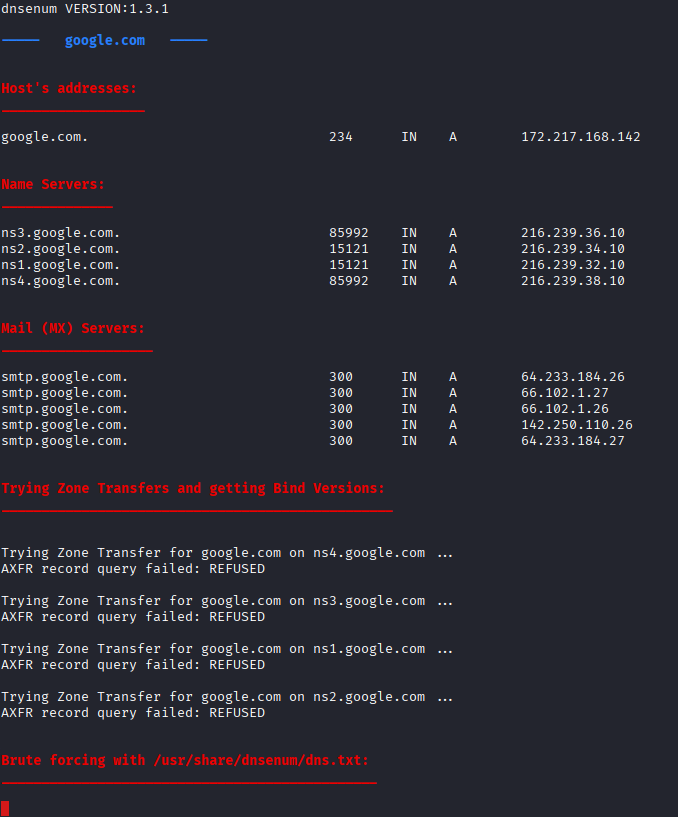 dnsenum VERSION:1.3.1
----- google.com -----
Host's addresses:
google.com. 234 IN A 172.217.168.142
Name Servers:
ns3.google.com. 85992 IN A 216.239.36.10
ns2.google.com. 15121 IN A 216.239.34.10
ns1.google.com. 15121 IN A 216.239.32.10
ns4.google.com. 85992 IN A 216.239.38.10
Mail (MX) Servers:
smtp.google.com. 300 IN A 64.233.184.26
smtp.google.com. 300 IN A 66.102.1.27
smtp.google.com. 300 IN A 66.102.1.26
smtp.google.com. 300 IN A 142.250.110.26
smtp.google.com. 300 IN A 64.233.184.27
Trying Zone Transfers and getting Bind Versions:
Trying Zone Transfer for google.com on ns4.google.com ...
AXFR record query failed: REFUSED
Trying Zone Transfer for google.com on ns3.google.com ...
AXFR record query failed: REFUSED
Trying Zone Transfer for google.com on ns1.google.com ...
AXFR record query failed: REFUSED
Trying Zone Transfer for google.com on ns2.google.com ...
AXFR record query failed: REFUSED
Brute forcing with /usr/share/dnsenum/dns.txt: